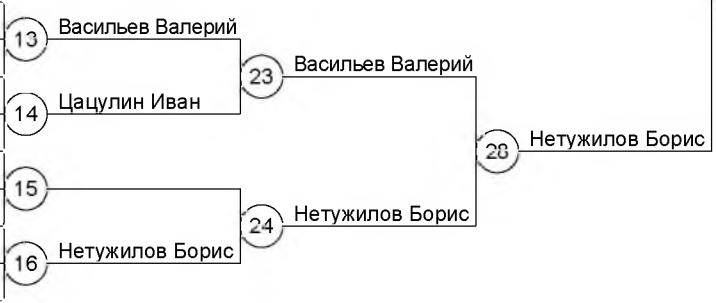 13 Васильев Валерий
23 Васильев Валерий
14 Цацулин Иван
28 Нетужилов Борис
15
24 Нетужилов Борис
16 Нетужилов Борис